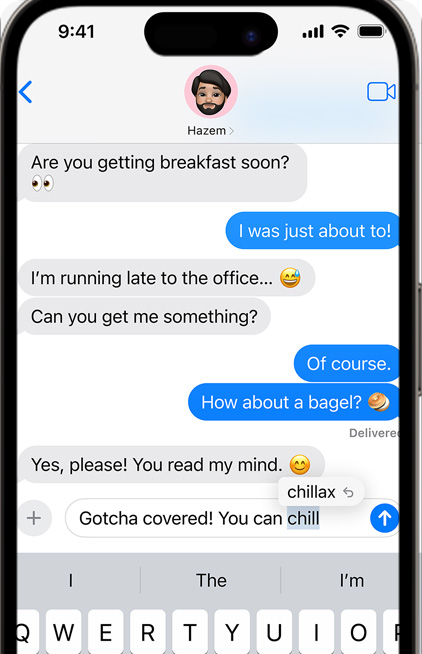 9:41
Hazem
Are you getting breakfast soon?
👀
I was just about to!
I’m running late to the office... 😅
Can you get me something?
Of course.
How about a bagel? 🥯
Delivered
Yes, please! You read my mind. 😊
chillax
Gotcha covered! You can chill
I The I’m
Q W E R T Y U I O P